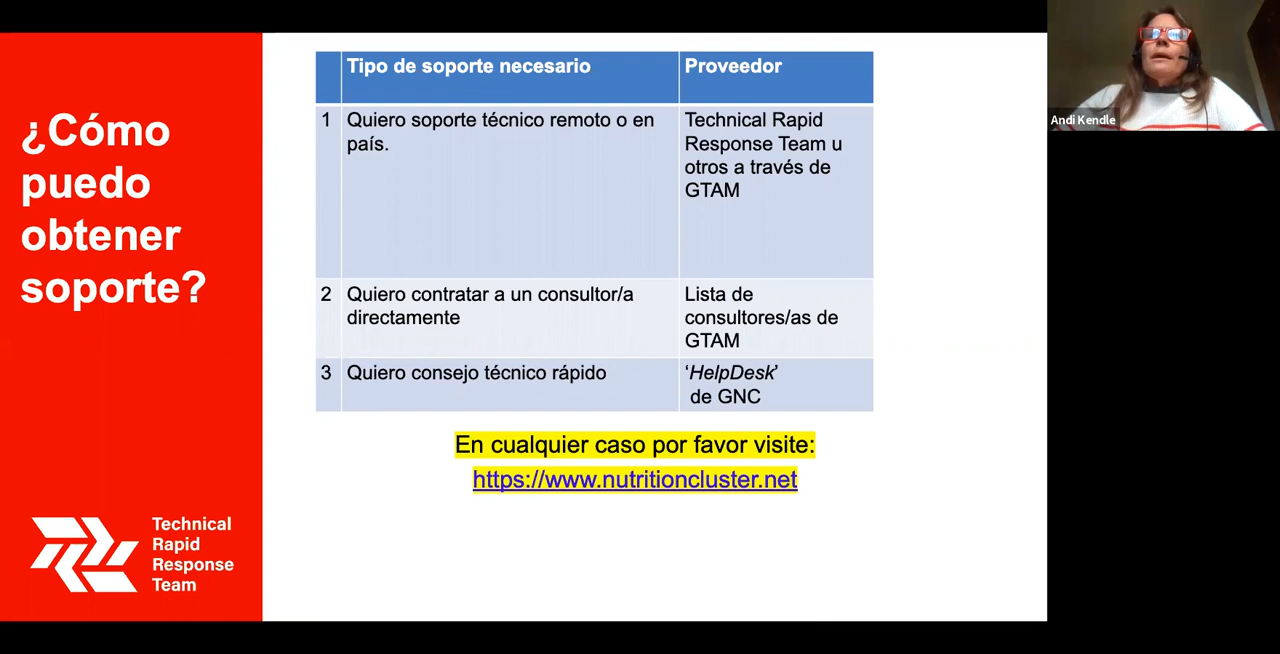 ¿Cómo
puedo
obtener
soporte?
Technical
Rapid
Response
Team
Tipo de soporte necesario
Proveedor
1
Quiero soporte técnico remoto o en
país.
Technical Rapid
Response Team u
otros a través de
GTAM
2
Quiero contratar a un consultor/a
directamente
Lista de
consultores/as de
GTAM
3
Quiero consejo técnico rápido
‘HelpDesk’
de GNC
En cualquier caso por favor visite:
https://www.nutritioncluster.net
Andi Kendle